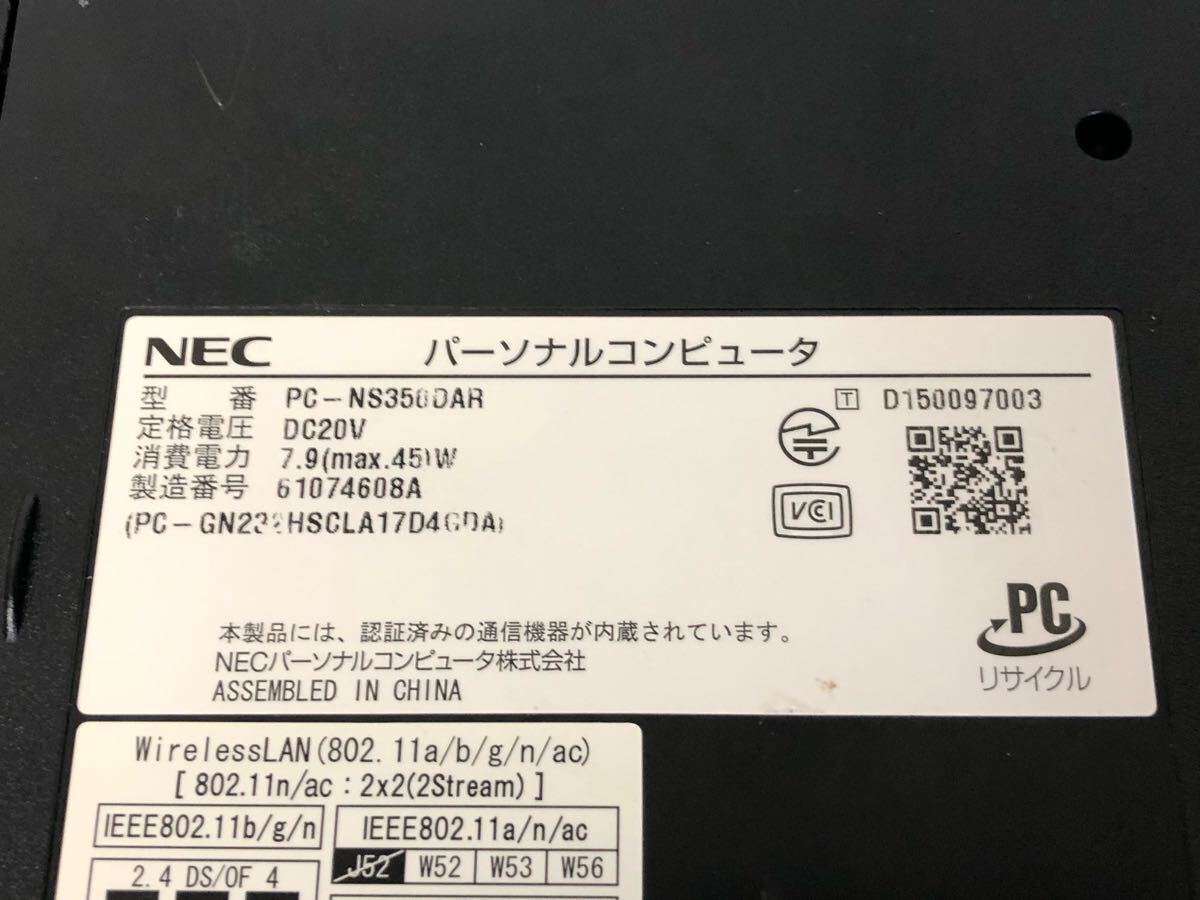 NEC パーソナルコンピュータ
型 番 PC-NS350DAR
T D150097003
定格電圧 DC20V
消費電力 7.9(max.45)W
製造番号 61074608A
VCI
PC
リサイクル
本製品には、認証済みの通信機器が内蔵されています。
NECパーソナルコンピュータ株式会社
ASSEMBLED IN CHINA
WirelessLAN(802.11a/b/g/n/ac)
[ 802.11n/ac : 2x2(2Stream) ]
IEEE802.11b/g/n
IEEE802.11a/n/ac
J52 W52 W53 W56
2.4 DS/OF 4